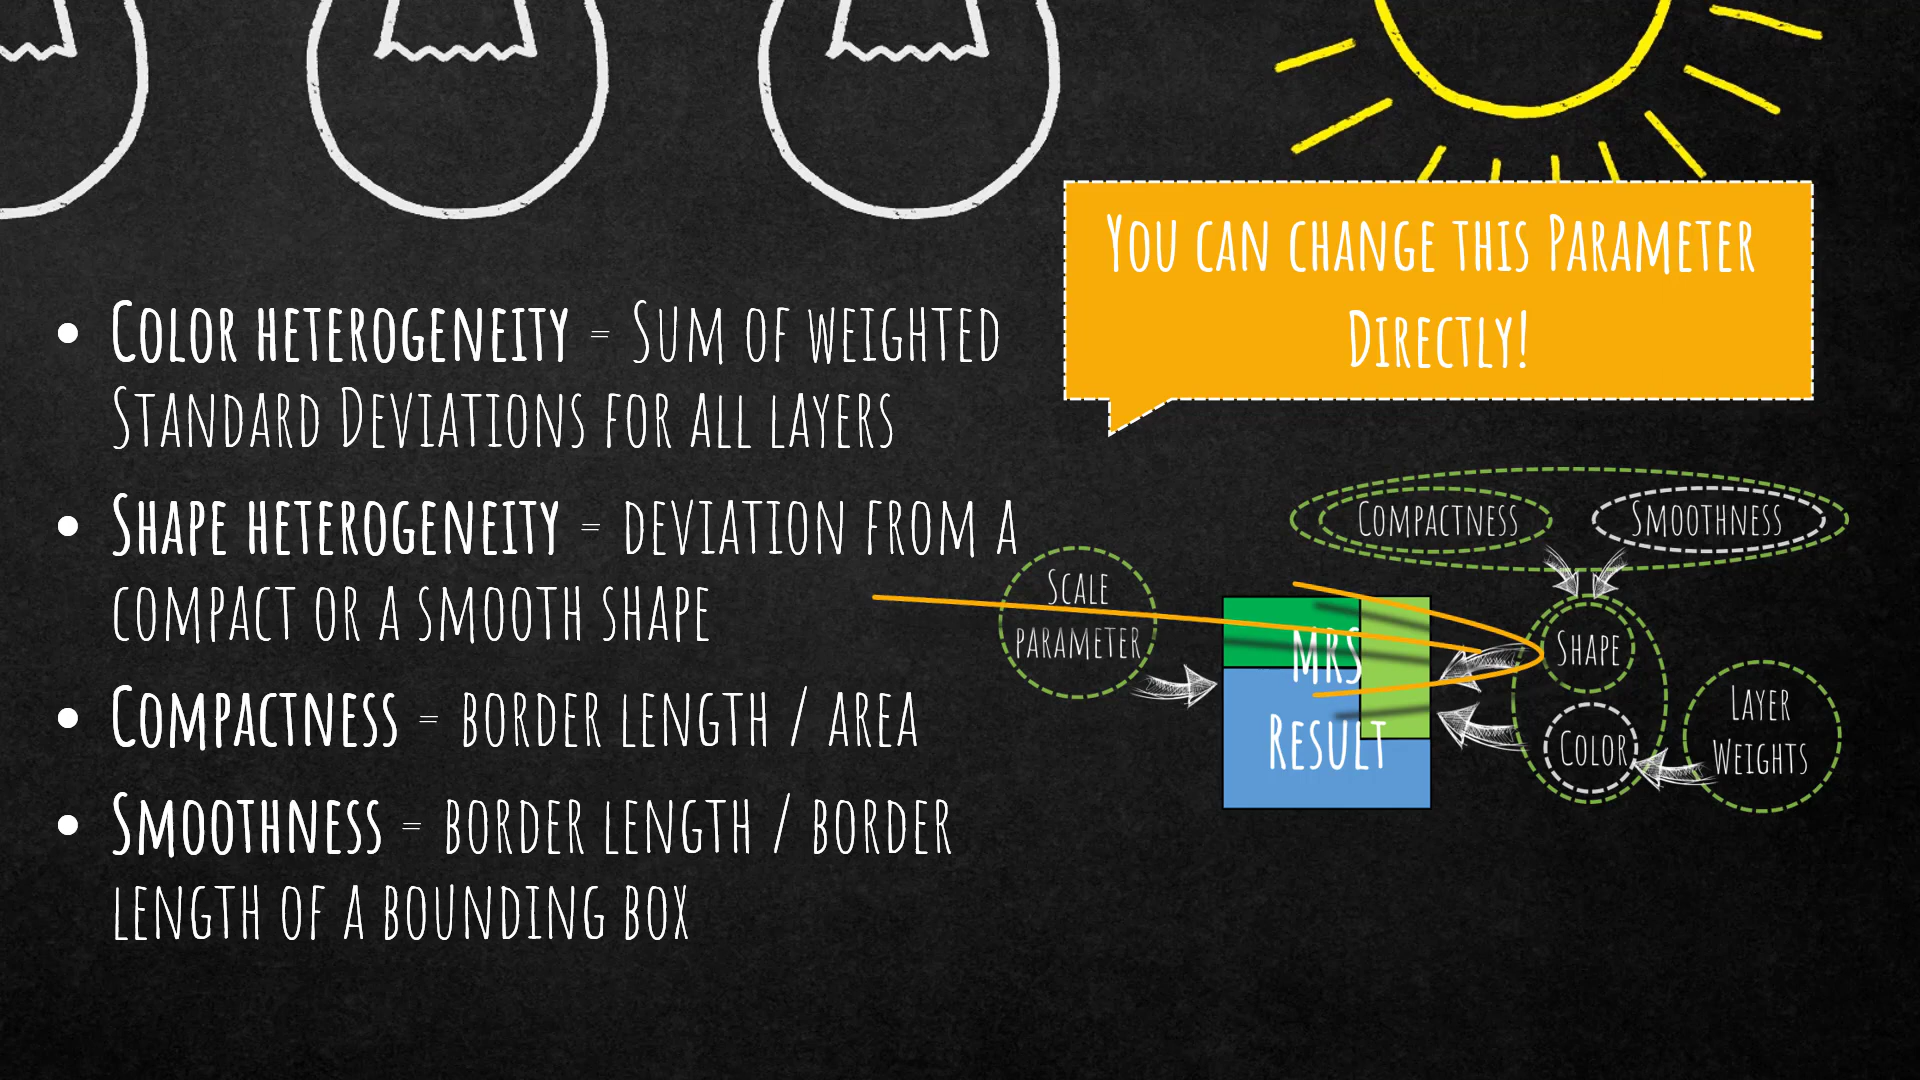 You can change this Parameter
Directly!
• Color heterogeneity = Sum of weighted
Standard Deviations for all layers
• Shape heterogeneity = deviation from a
compact or a smooth shape
• Compactness = border length / area
• Smoothness = border length / border
length of a bounding box
Compactness
Smoothness
Scale
parameter
MRS
Result
Shape
Color
Layer
Weights